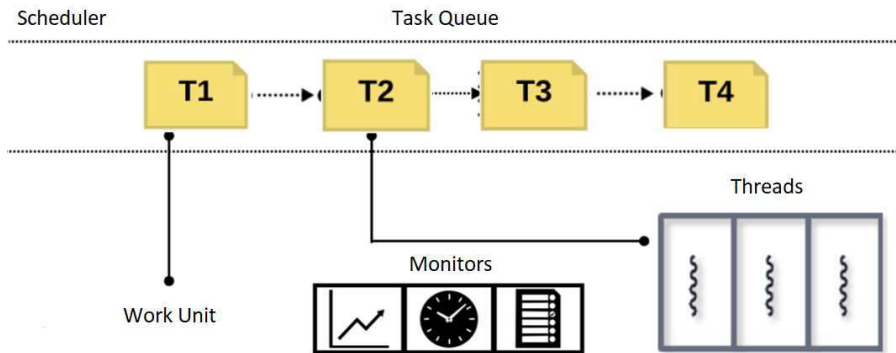 Scheduler
Task Queue
T1
T2
T3
T4
Threads
Monitors
Work Unit